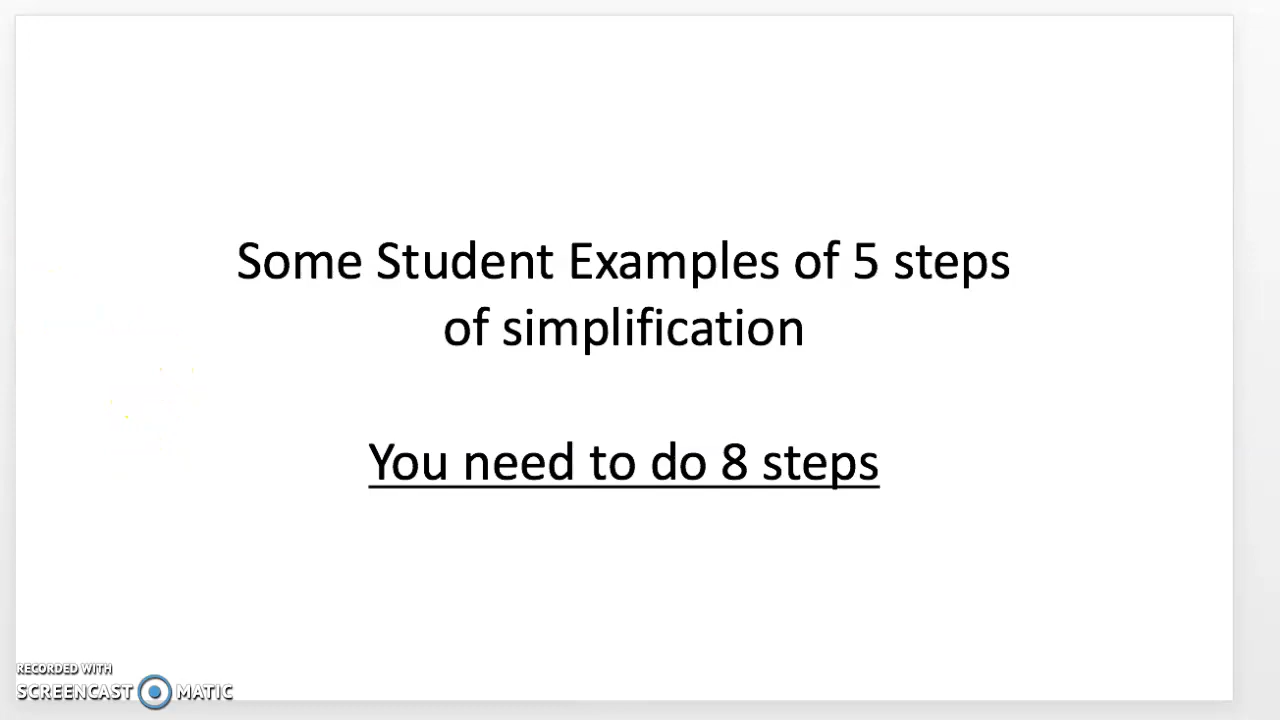 Some Student Examples of 5 steps
of simplification
You need to do 8 steps
RECORDED WITH
SCREENCAST MATIC